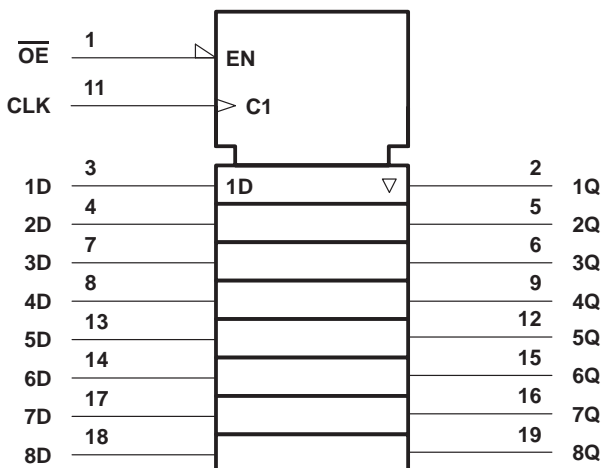 OE 1 EN
CLK 11 C1
1D 3 1D 2 1Q
2D 4 5 2Q
3D 7 6 3Q
4D 8 9 4Q
5D 13 12 5Q
6D 14 15 6Q
7D 17 16 7Q
8D 18 19 8Q